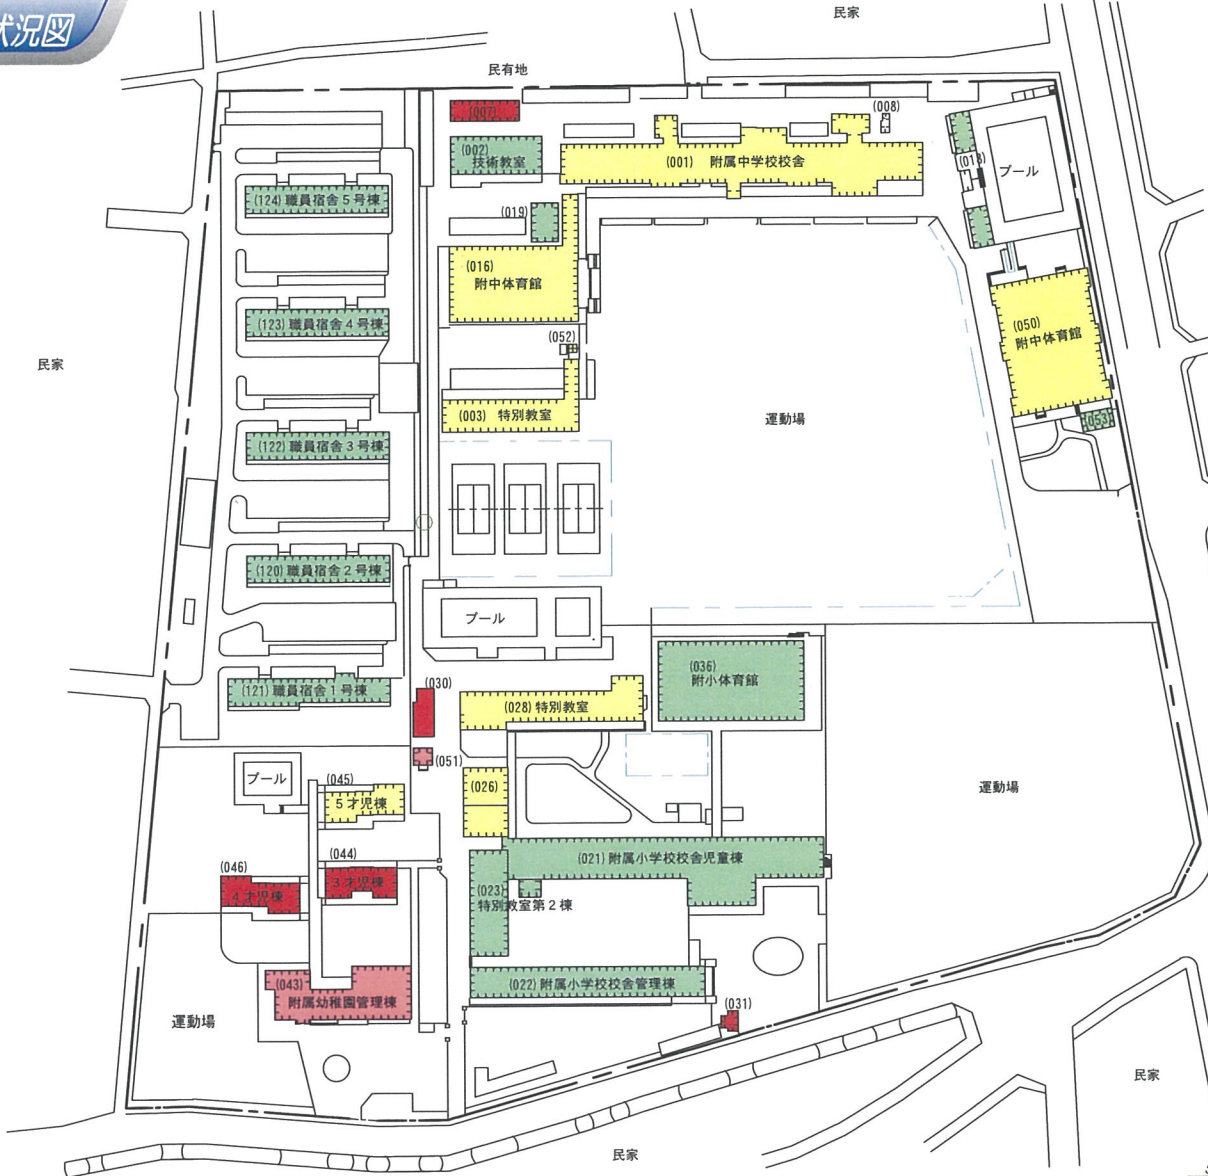 状況図
民家
民有地
(007)
(008)
(002)
技術教室
(001) 附属中学校校舎
(018)
プール
(124) 職員宿舎5号棟
(019)
(016)
附中体育館
(123) 職員宿舎4号棟
(052)
(050)
附中体育館
民家
(003) 特別教室
運動場
(053)
(122) 職員宿舎3号棟
(120) 職員宿舎2号棟
プール
(036)
附小体育館
(121) 職員宿舎1号棟
(030)
(028) 特別教室
(051)
プール
(045)
5才児棟
(026)
運動場
(044)
3才児棟
(046)
4才児棟
(021) 附属小学校校舎児童棟
(023)
特別教室第2棟
(043)
附属幼稚園管理棟
(022) 附属小学校校舎管理棟
(031)
運動場
民家
民家